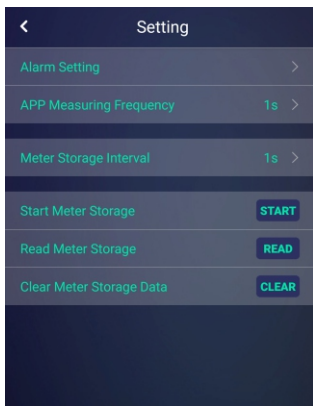 Setting
Alarm Setting
APP Measuring Frequency 1s
Meter Storage Interval 1s
Start Meter Storage START
Read Meter Storage READ
Clear Meter Storage Data CLEAR